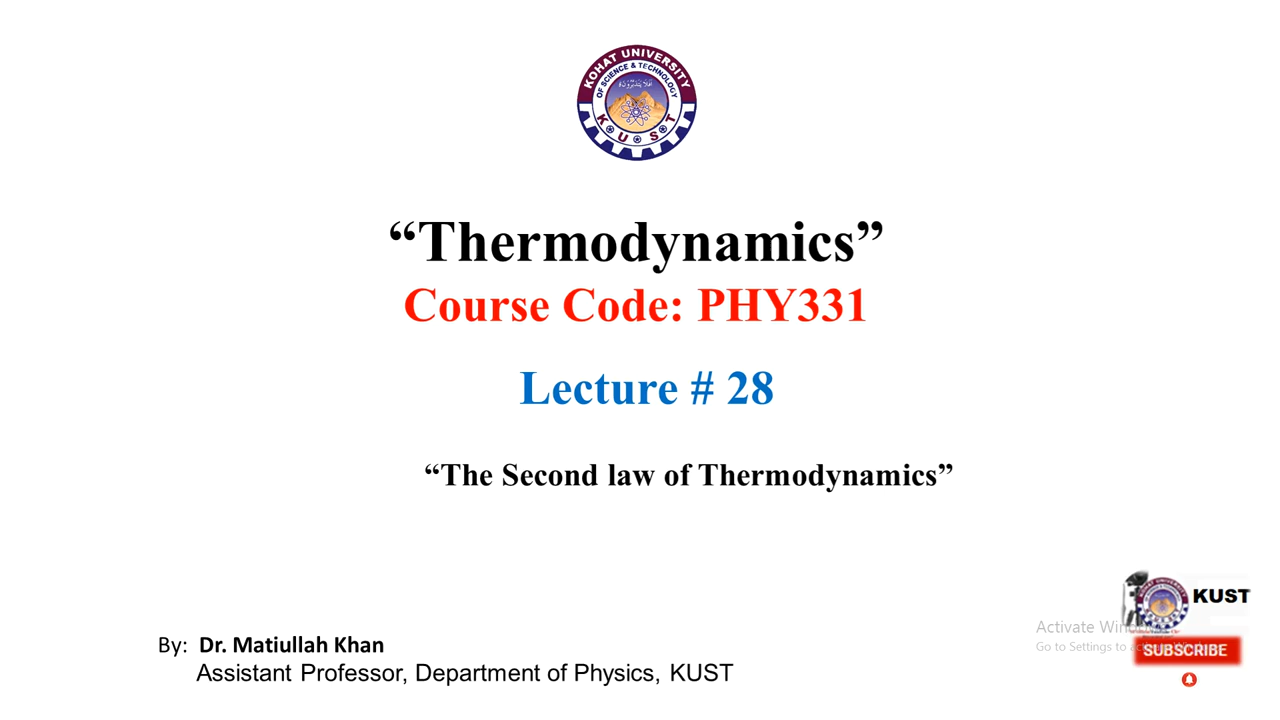 KOHAT UNIVERSITY
OF SCIENCE & TECHNOLOGY
K U S T
“Thermodynamics”
Course Code: PHY331
Lecture # 28
“The Second law of Thermodynamics”
KUST
Activate
Go to Settings to
SUBSCRIBE
By: Dr. Matiullah Khan
Assistant Professor, Department of Physics, KUST